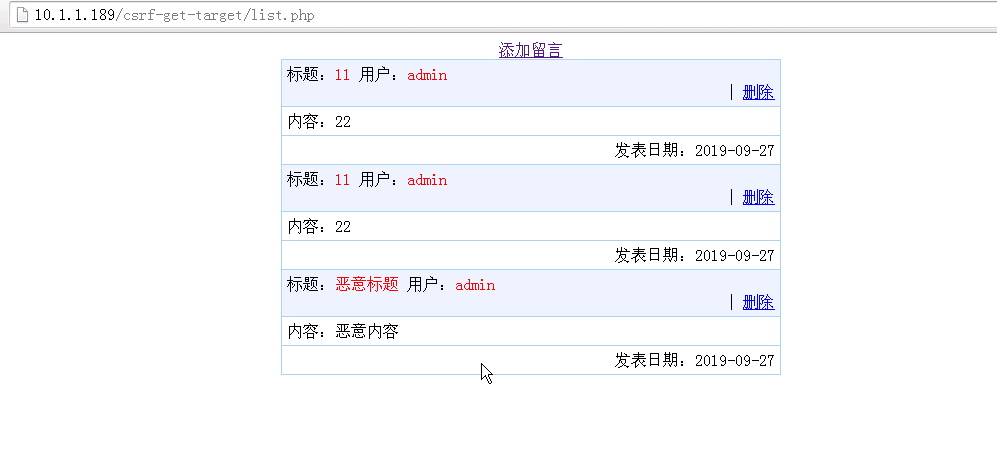 10.1.1.189/csrf-get-target/list.php
添加留言
标题：11 用户：admin
| 删除
内容：22
发表日期：2019-09-27
标题：11 用户：admin
| 删除
内容：22
发表日期：2019-09-27
标题：恶意标题 用户：admin
| 删除
内容：恶意内容
发表日期：2019-09-27